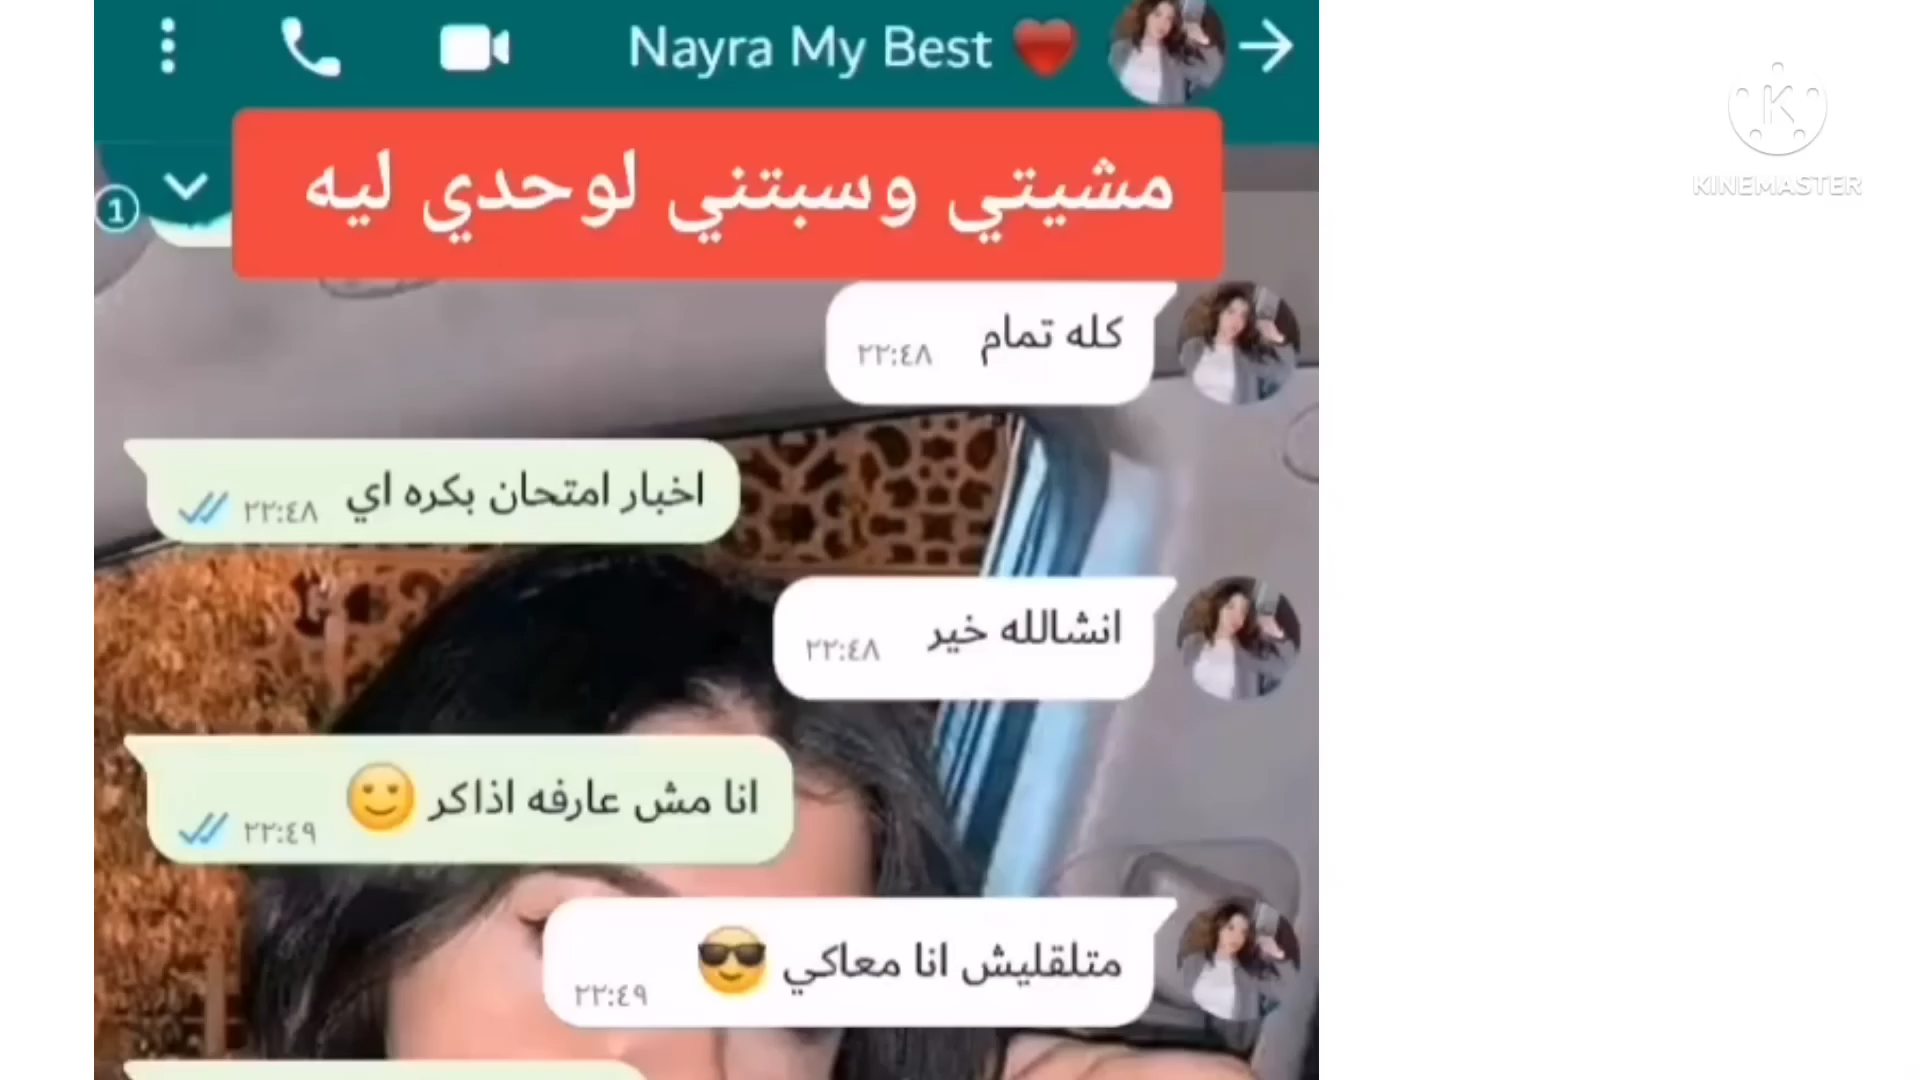 Nayra My Best ❤️
مشيتي وسبتني لوحدي ليه
1
كله تمام
٢٢:٤٨
اخبار امتحان بكره اي
٢٢:٤٨
انشالله خير
٢٢:٤٨
انا مش عارفه اذاكر 🙂
٢٢:٤٩
متلقليش انا معاكي 😎
٢٢:٤٩
K
KINEMASTER